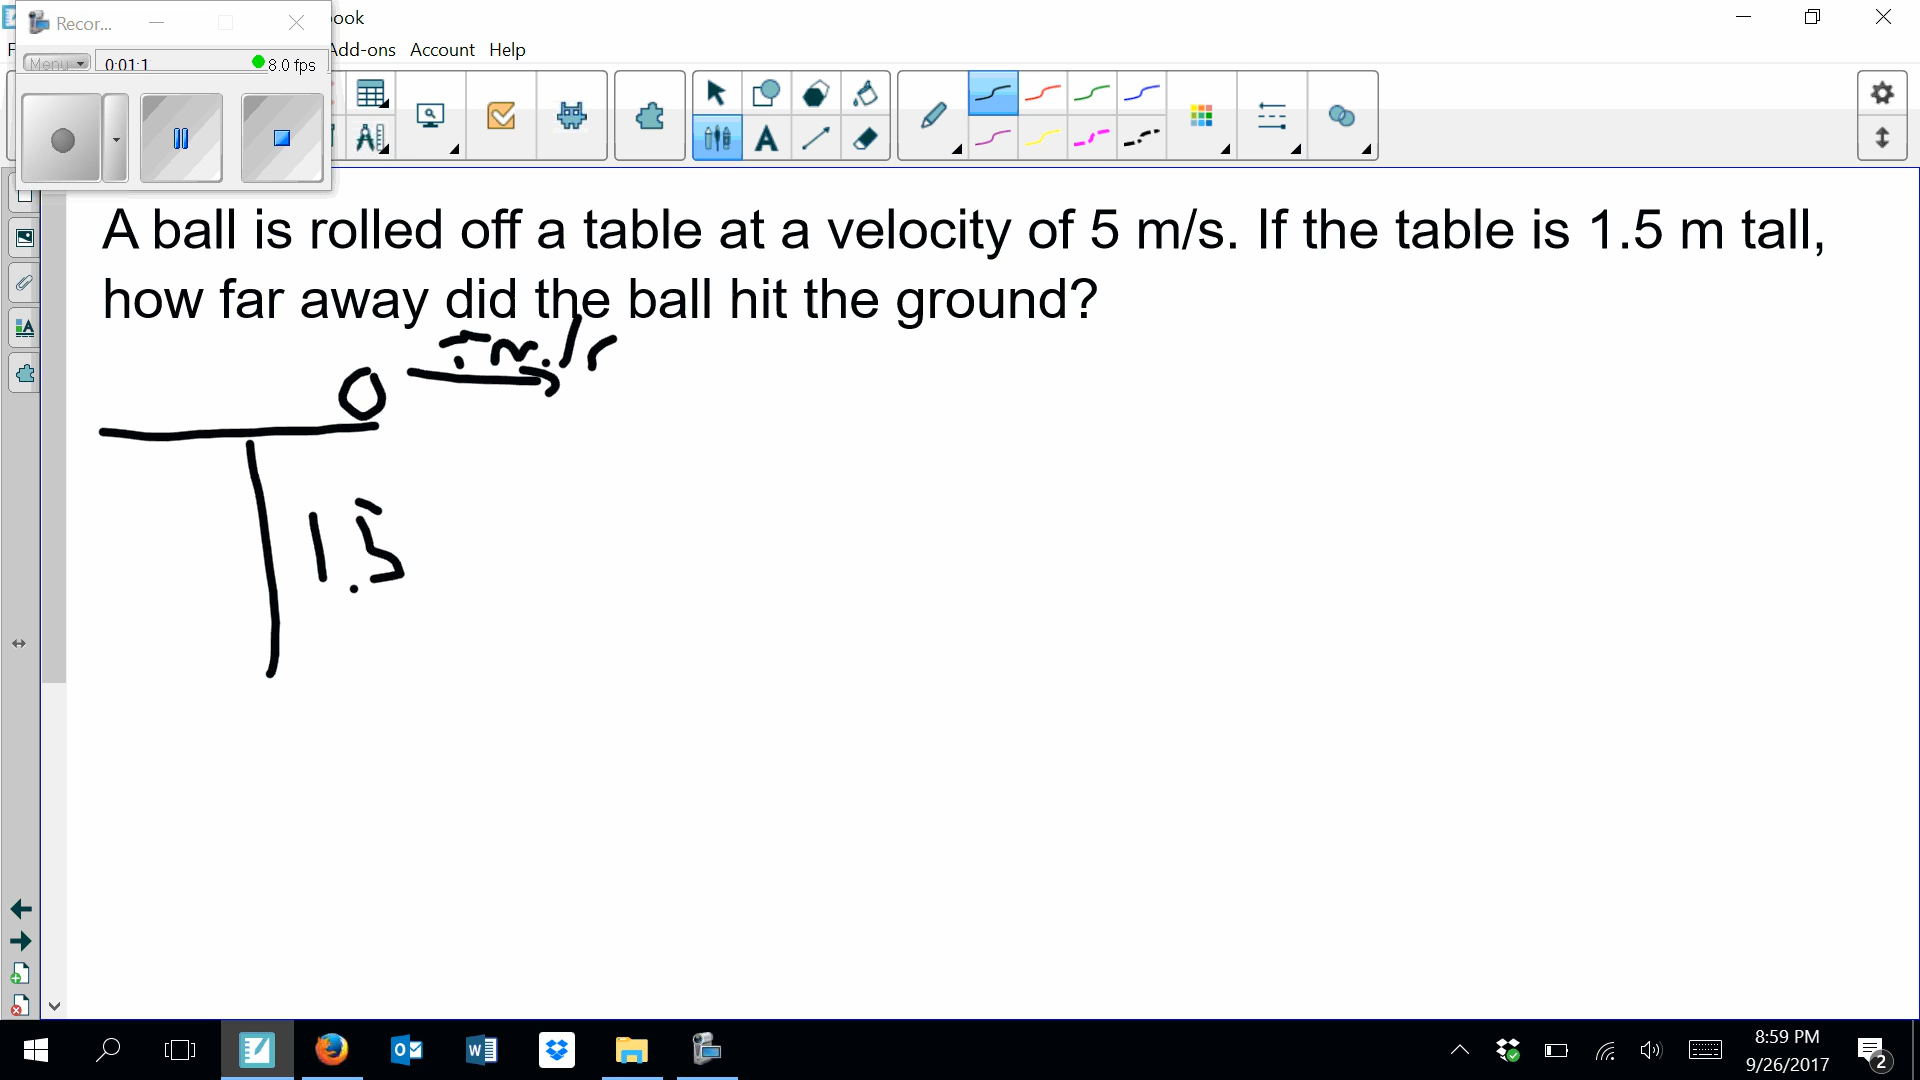 Recor...
ook
Add-ons Account Help
Menu
0:01:1
8.0 fps
A ball is rolled off a table at a velocity of 5 m/s. If the table is 1.5 m tall,
how far away did the ball hit the ground?
1.5
8:59 PM
9/26/2017
2